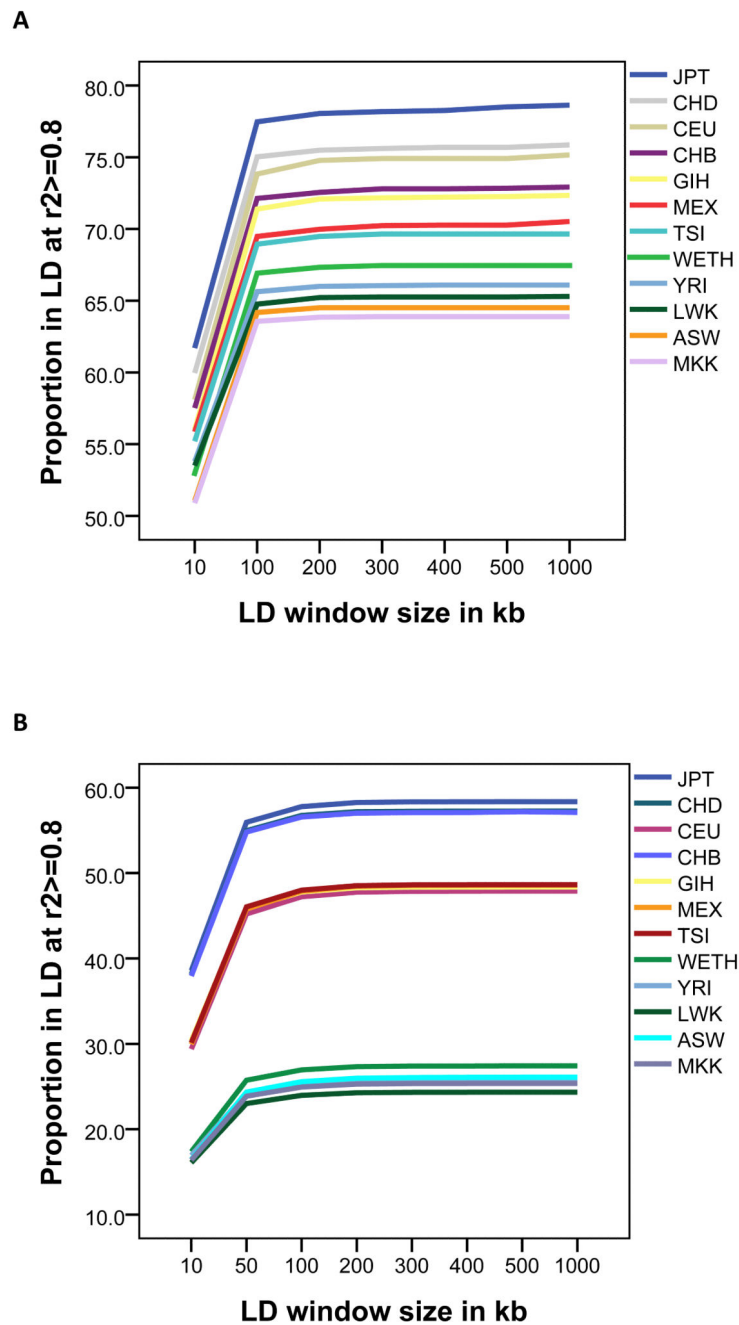 A
Proportion in LD at r2>=0.8
80.0
75.0
70.0
65.0
60.0
55.0
50.0
10 100 200 300 400 500 1000
LD window size in kb
JPT
CHD
CEU
CHB
GIH
MEX
TSI
WETH
YRI
LWK
ASW
MKK
B
Proportion in LD at r2>=0.8
60.0
50.0
40.0
30.0
20.0
10.0
10 50 100 200 300 400 500 1000
LD window size in kb
JPT
CHD
CEU
CHB
GIH
MEX
TSI
WETH
YRI
LWK
ASW
MKK